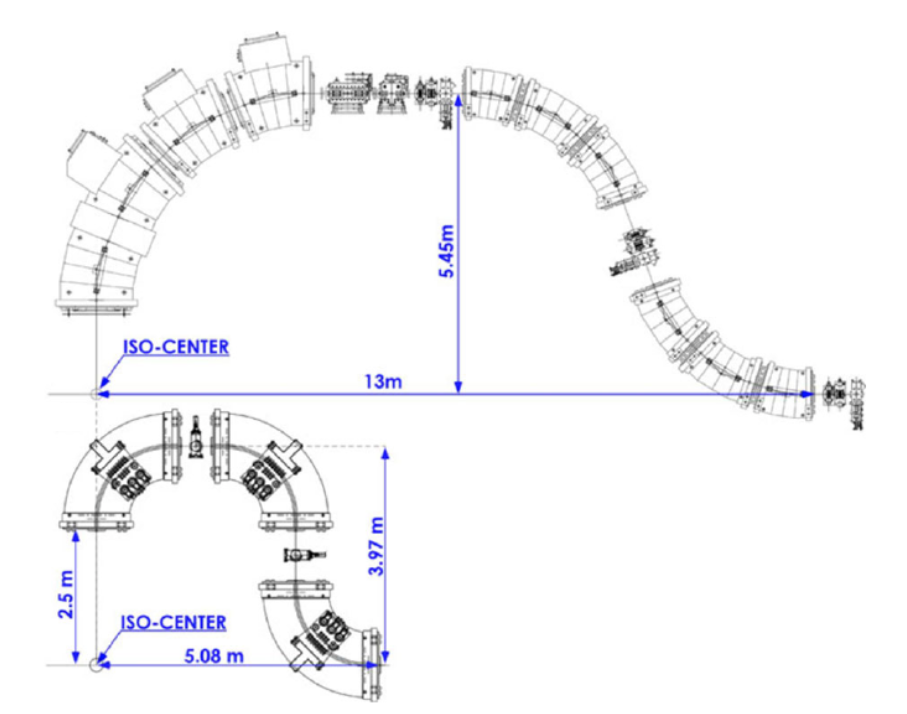 5.45m
ISO-CENTER
13m
3.97 m
2.5 m
ISO-CENTER
5.08 m